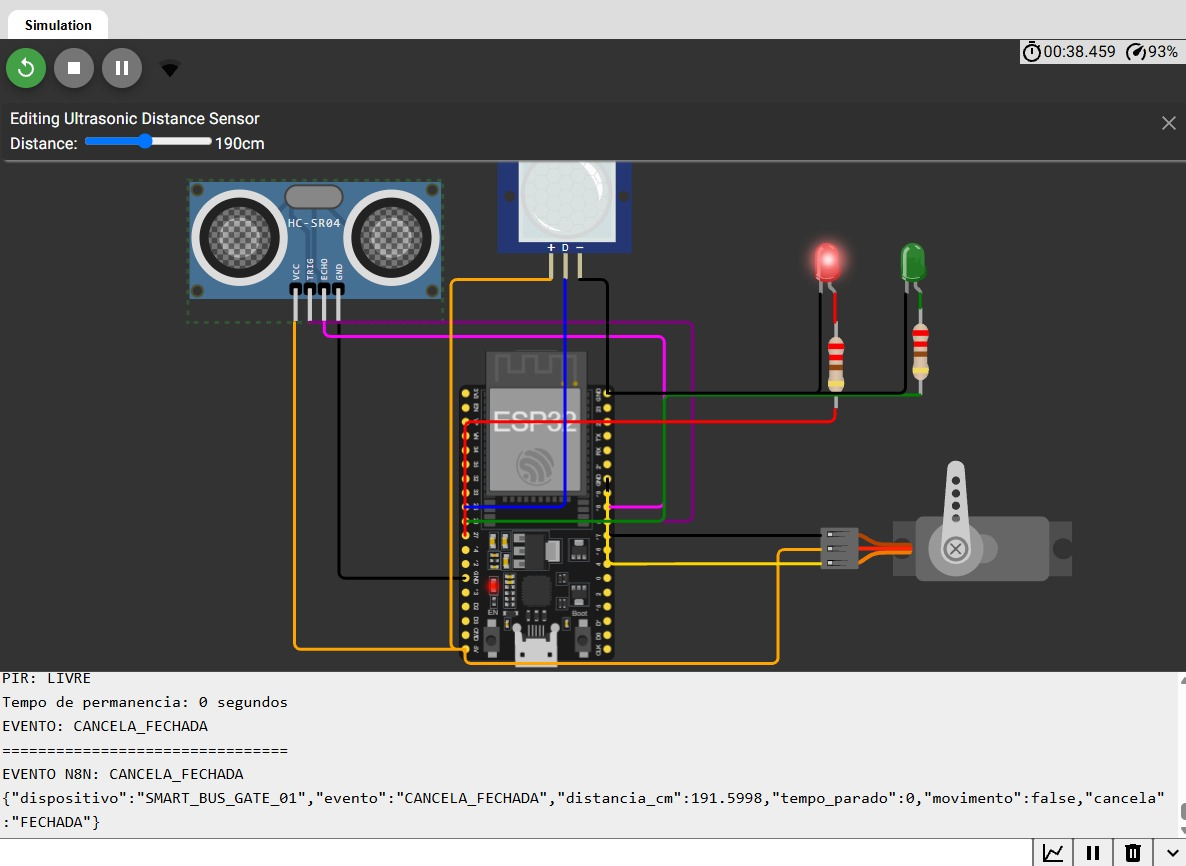 Simulation
00:38.459
93%
Editing Ultrasonic Distance Sensor
Distance: 190cm
HC-SR04
VCC
TRIG
ECHO
GND
+ D −
ESP32
EN
Boot
PIR: LIVRE
Tempo de permanencia: 0 segundos
EVENTO: CANCELA_FECHADA
================================
EVENTO N8N: CANCELA_FECHADA
{"dispositivo":"SMART_BUS_GATE_01","evento":"CANCELA_FECHADA","distancia_cm":191.5998,"tempo_parado":0,"movimento":false,"cancela"
:"FECHADA"}